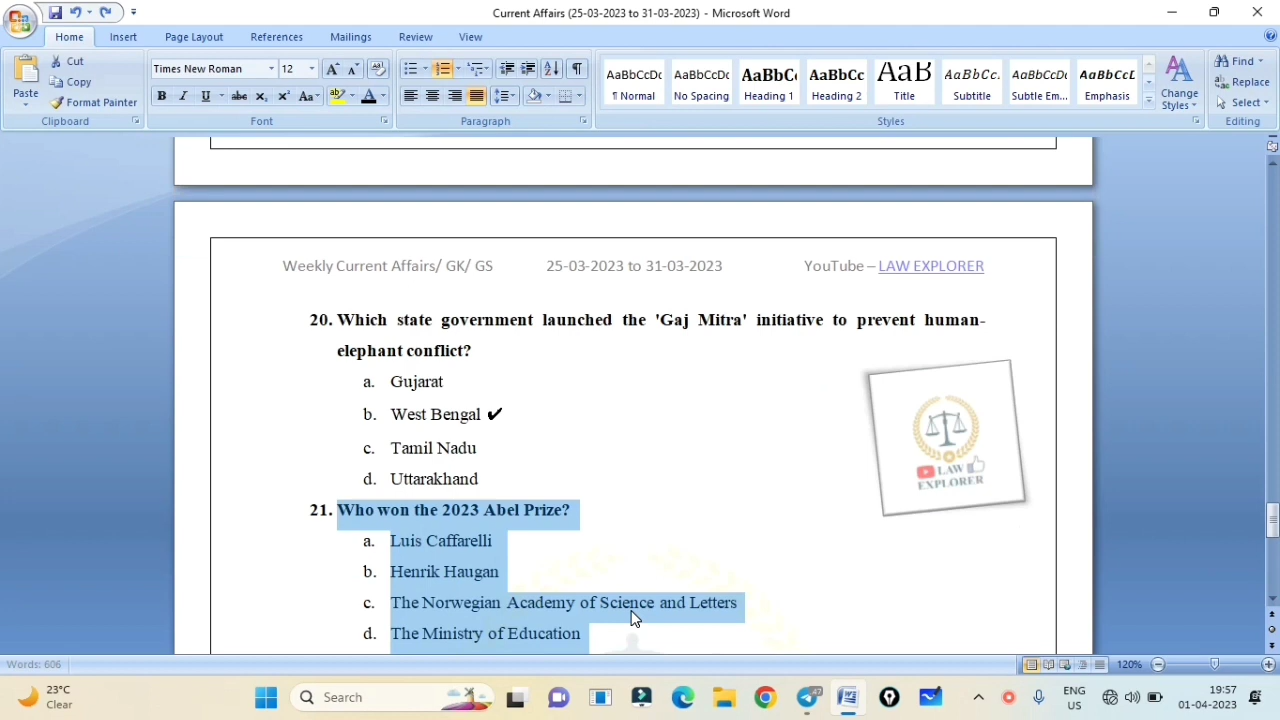 Current Affairs (25-03-2023 to 31-03-2023) - Microsoft Word
Home Insert Page Layout References Mailings Review View
Paste
Cut
Copy
Format Painter
Clipboard
Times New Roman 12
Font
Paragraph
AaBbCcDc AaBbCcDc AaBbCc AaBbCc AaB AaBbCc. AaBbCcDc AaBbCcL
¶ Normal No Spacing Heading 1 Heading 2 Title Subtitle Subtle Em... Emphasis
Change Styles
Styles
Find
Replace
Select
Editing
Weekly Current Affairs/ GK/ GS 25-03-2023 to 31-03-2023 YouTube – LAW EXPLORER
20. Which state government launched the 'Gaj Mitra' initiative to prevent human-
elephant conflict?
a. Gujarat
b. West Bengal ✔
c. Tamil Nadu
d. Uttarakhand
LAW
EXPLORER
21. Who won the 2023 Abel Prize?
a. Luis Caffarelli
b. Henrik Haugan
c. The Norwegian Academy of Science and Letters
d. The Ministry of Education
Words: 606
120%
23°C
Clear
Search
47
ENG
US
19:57
01-04-2023